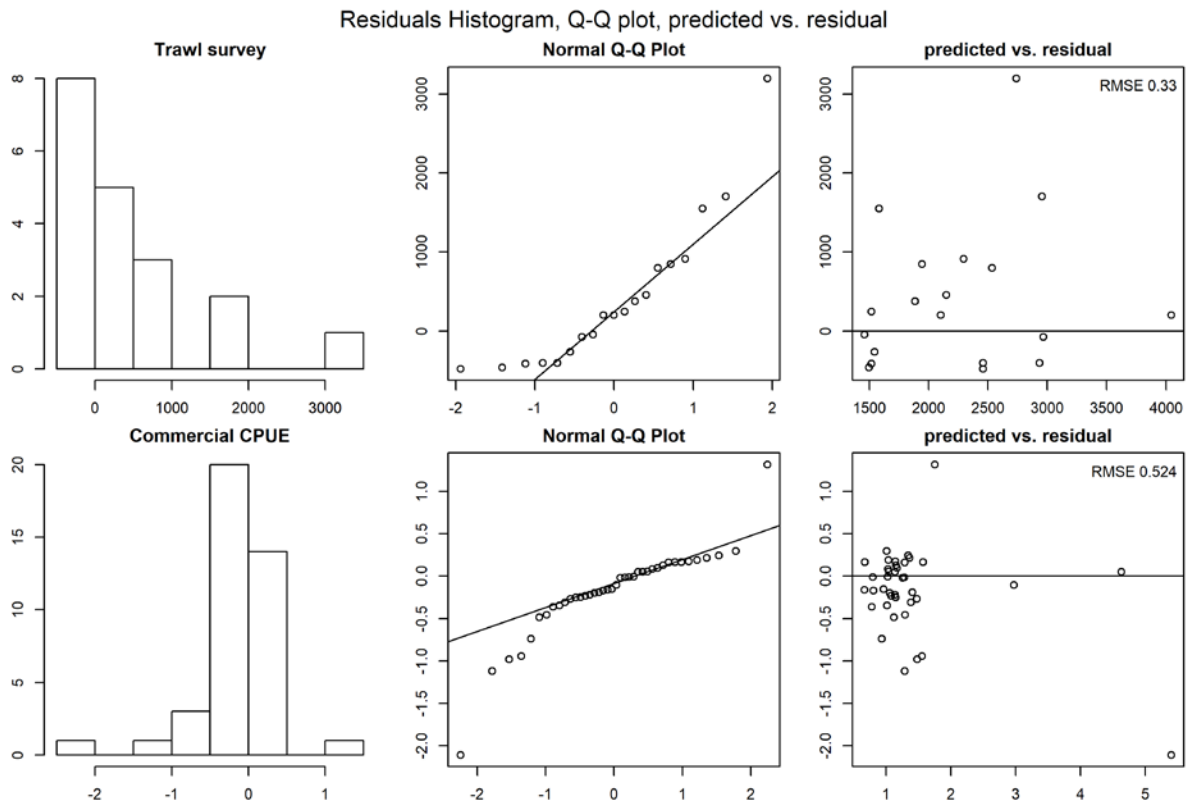 Residuals Histogram, Q-Q plot, predicted vs. residual
Trawl survey
Normal Q-Q Plot
predicted vs. residual
8
6
4
2
0
0 1000 2000 3000
3000
2000
1000
0
-2 -1 0 1 2
RMSE 0.33
3000
2000
1000
0
1500 2000 2500 3000 3500 4000
Commercial CPUE
Normal Q-Q Plot
predicted vs. residual
20
15
10
5
0
-2 -1 0 1
1.0
0.5
0.0
-0.5
-1.0
-1.5
-2.0
-2 -1 0 1 2
RMSE 0.524
1.0
0.5
0.0
-0.5
-1.0
-1.5
-2.0
1 2 3 4 5